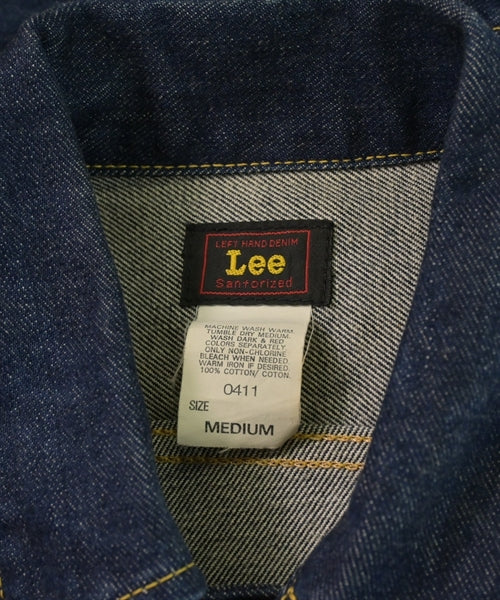 LEFT HAND DENIM
Lee
Sanforized
MACHINE WASH WARM.
TUMBLE DRY MEDIUM.
WASH DARK & RED
COLORS SEPARATELY.
ONLY NON-CHLORINE
BLEACH WHEN NEEDED.
WARM IRON IF DESIRED.
100% COTTON/ COTON.
0411
SIZE
MEDIUM